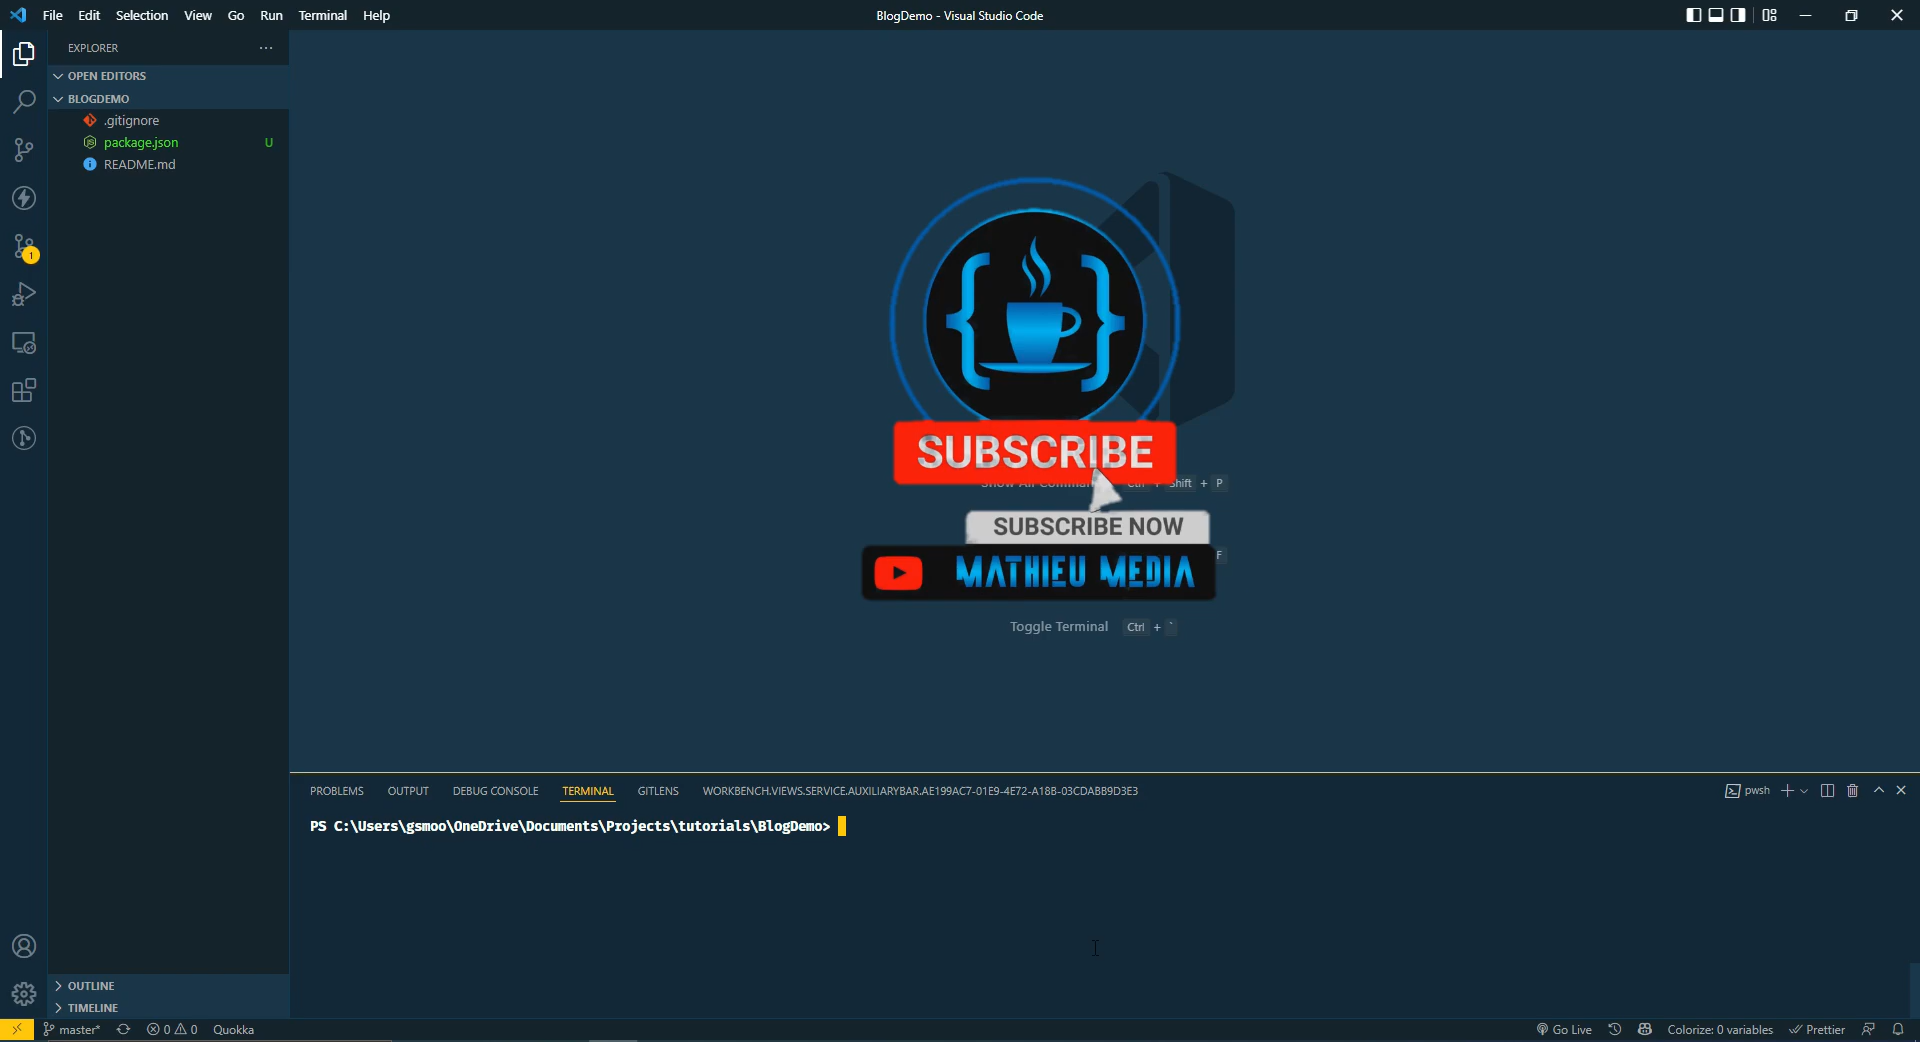 File Edit Selection View Go Run Terminal Help
BlogDemo - Visual Studio Code
EXPLORER
OPEN EDITORS
BLOGDEMO
.gitignore
package.json U
README.md
SUBSCRIBE
Shift + P
SUBSCRIBE NOW
F
MATHIEU MEDIA
Toggle Terminal Ctrl + `
PROBLEMS OUTPUT DEBUG CONSOLE TERMINAL GITLENS WORKBENCH.VIEWS.SERVICE.AUXILIARYBAR.AE199AC7-01E9-4E72-A18B-03CDABB9D3E3
pwsh
PS C:\Users\gsmoo\OneDrive\Documents\Projects\tutorials\BlogDemo>
OUTLINE
TIMELINE
master* 0 0 Quokka
Go Live Colorize: 0 variables Prettier
1